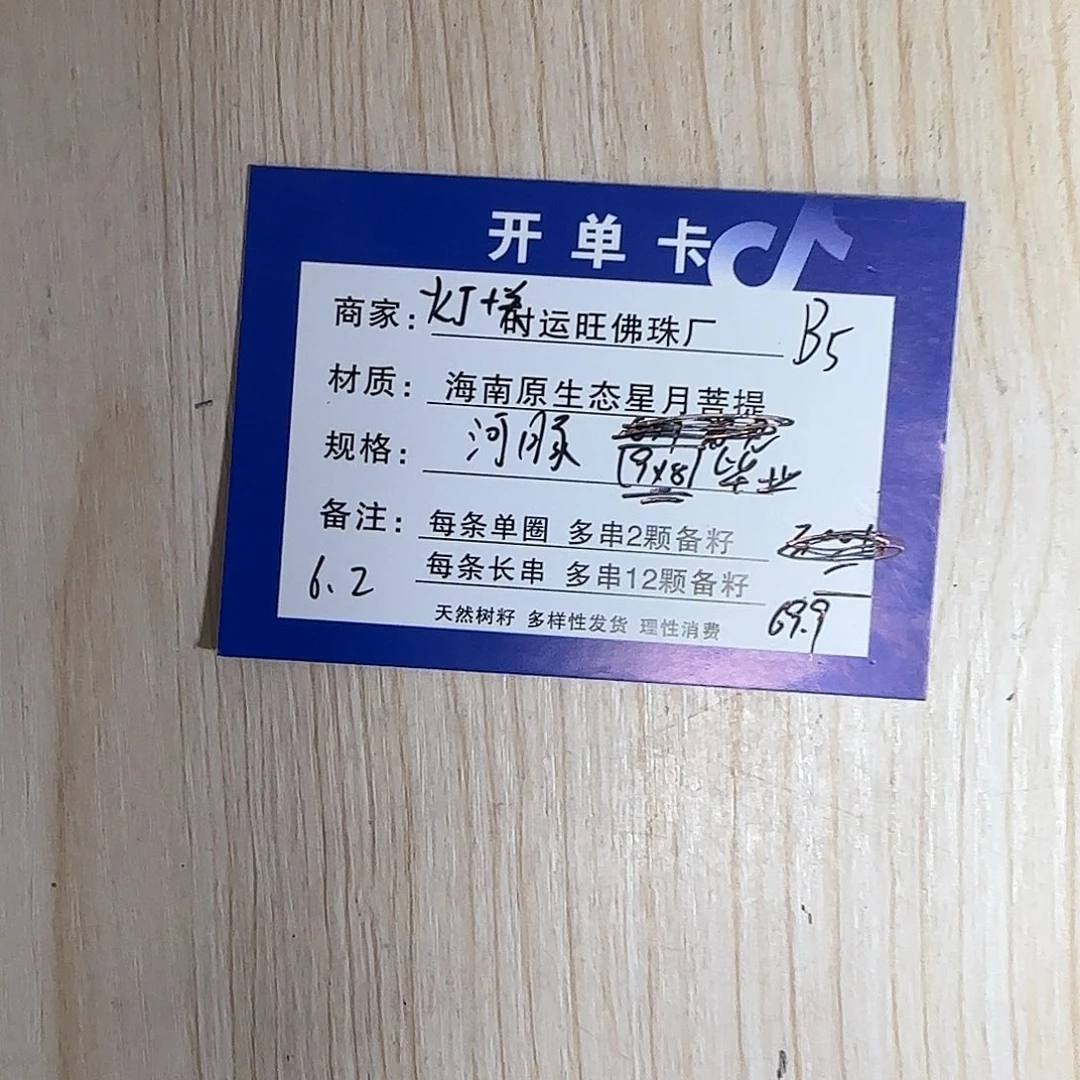 开单卡
商家：灯塔时运旺佛珠厂 B5
材质：海南原生态星月菩提
规格：河豚 [9x8] 毕业
备注：每条单圈 多串2颗备籽
每条长串 多串12颗备籽
6.2
天然树籽 多样性发货 理性消费
69.9